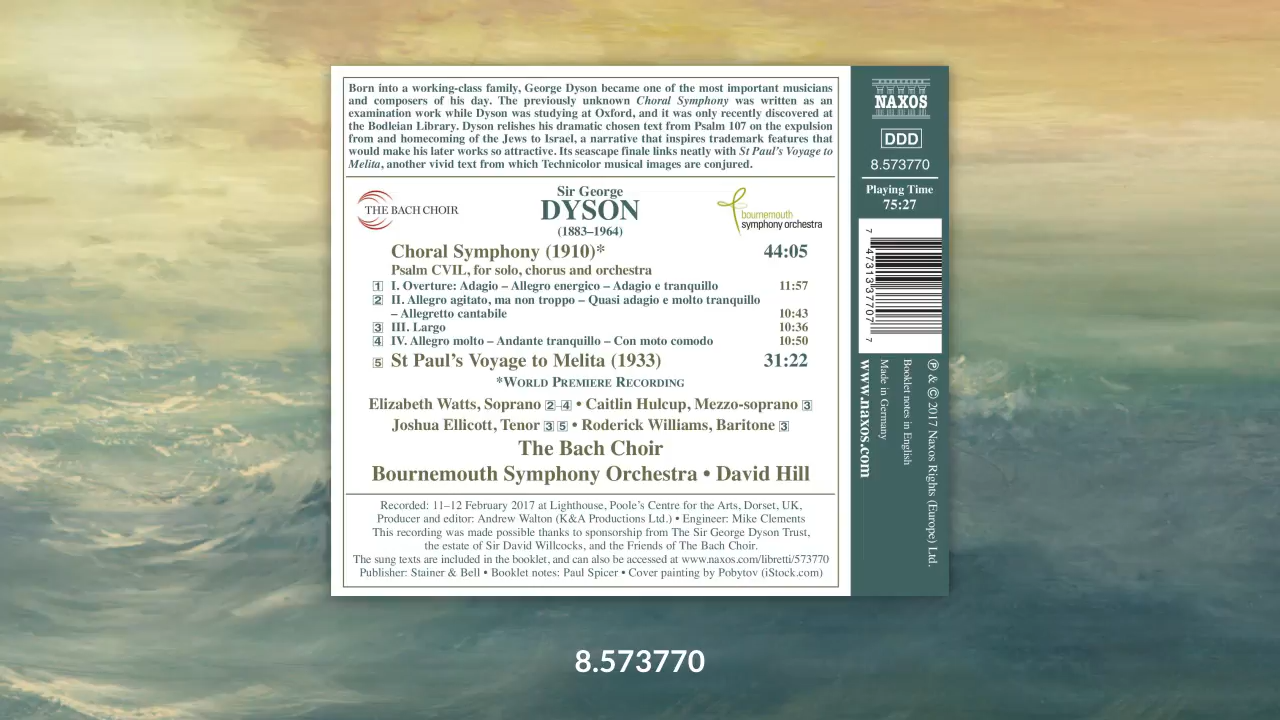 Born into a working-class family, George Dyson became one of the most important musicians
and composers of his day. The previously unknown Choral Symphony was written as an
examination work while Dyson was studying at Oxford, and it was only recently discovered at
the Bodleian Library. Dyson relishes his dramatic chosen text from Psalm 107 on the expulsion
from and homecoming of the Jews to Israel, a narrative that inspires trademark features that
would make his later works so attractive. Its seascape finale links neatly with St Paul's Voyage to
Melita, another vivid text from which Technicolor musical images are conjured.
THE BACH CHOIR
Sir George
DYSON
(1883–1964)
bournemouth
symphony orchestra
Choral Symphony (1910)* 44:05
Psalm CVIL, for solo, chorus and orchestra
1 I. Overture: Adagio – Allegro energico – Adagio e tranquillo 11:57
2 II. Allegro agitato, ma non troppo – Quasi adagio e molto tranquillo
– Allegretto cantabile 10:43
3 III. Largo 10:36
4 IV. Allegro molto – Andante tranquillo – Con moto comodo 10:50
5 St Paul's Voyage to Melita (1933) 31:22
*WORLD PREMIERE RECORDING
Elizabeth Watts, Soprano 2-4 • Caitlin Hulcup, Mezzo-soprano 3
Joshua Ellicott, Tenor 3 5 • Roderick Williams, Baritone 3
The Bach Choir
Bournemouth Symphony Orchestra • David Hill
Recorded: 11–12 February 2017 at Lighthouse, Poole's Centre for the Arts, Dorset, UK,
Producer and editor: Andrew Walton (K&A Productions Ltd.) • Engineer: Mike Clements
This recording was made possible thanks to sponsorship from The Sir George Dyson Trust,
the estate of Sir David Willcocks, and the Friends of The Bach Choir.
The sung texts are included in the booklet, and can also be accessed at www.naxos.com/libretti/573770
Publisher: Stainer & Bell • Booklet notes: Paul Spicer • Cover painting by Pobytov (iStock.com)
NAXOS
DDD
8.573770
Playing Time
75:27
7 47313 37707 7
℗ & © 2017 Naxos Rights (Europe) Ltd.
Booklet notes in English
Made in Germany
www.naxos.com
8.573770